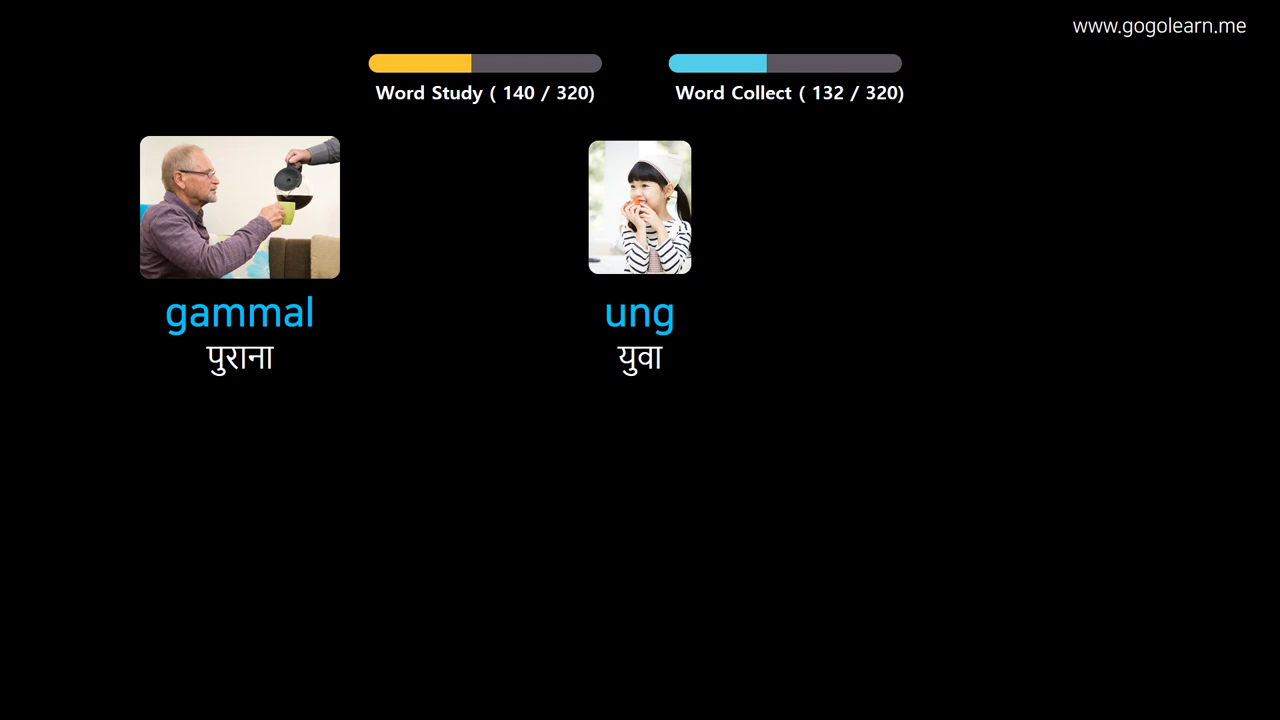 www.gogolearn.me
Word Study ( 140 / 320)
Word Collect ( 132 / 320)
gammal
ung
पुराना
युवा